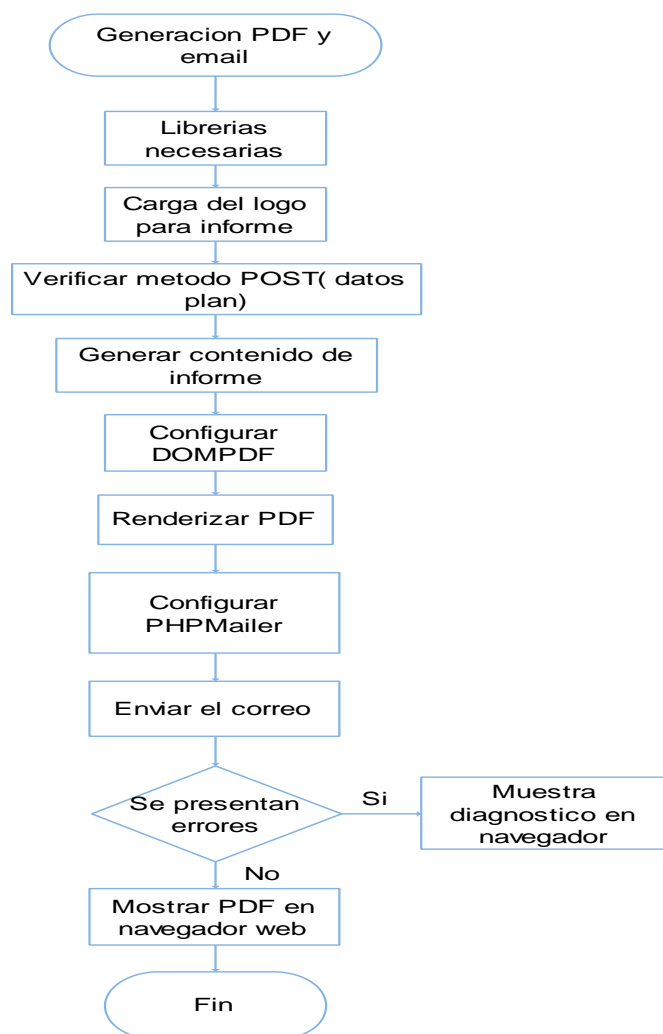 Generacion PDF y
email
Librerias
necesarias
Carga del logo
para informe
Verificar metodo POST( datos
plan)
Generar contenido de
informe
Configurar
DOMPDF
Renderizar PDF
Configurar
PHPMailer
Enviar el correo
Se presentan
errores
Si
Muestra
diagnostico en
navegador
No
Mostrar PDF en
navegador web
Fin